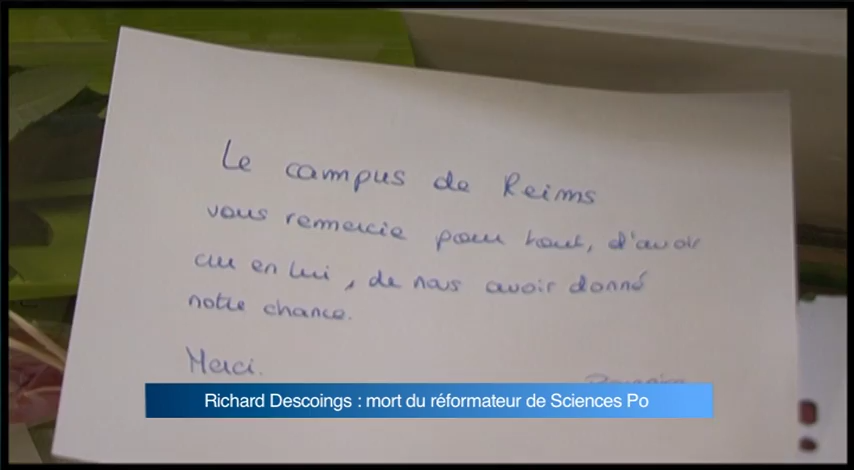 Le campus de Reims
vous remercie pour tout, d'avoir
cru en lui, de nous avoir donné
notre chance.
Merci.
Richard Descoings : mort du réformateur de Sciences Po